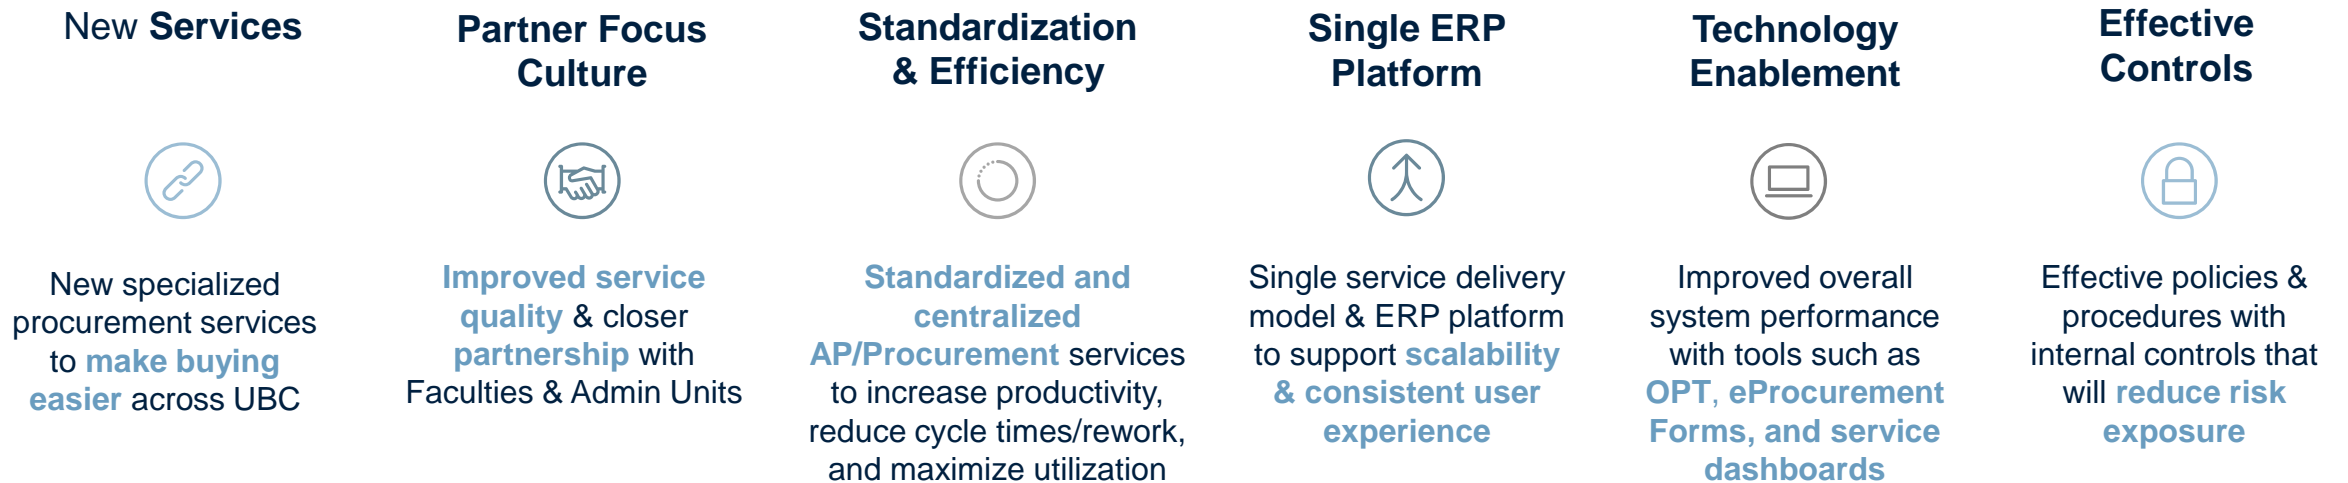 New Services
New specialized
procurement services
to make buying
easier across UBC
Partner Focus
Culture
Improved service
quality & closer
partnership with
Faculties & Admin Units
Standardization
& Efficiency
Standardized and
centralized
AP/Procurement services
to increase productivity,
reduce cycle times/rework,
and maximize utilization
Single ERP
Platform
Single service delivery
model & ERP platform
to support scalability
& consistent user
experience
Technology
Enablement
Improved overall
system performance
with tools such as
OPT, eProcurement
Forms, and service
dashboards
Effective
Controls
Effective policies &
procedures with
internal controls that
will reduce risk
exposure